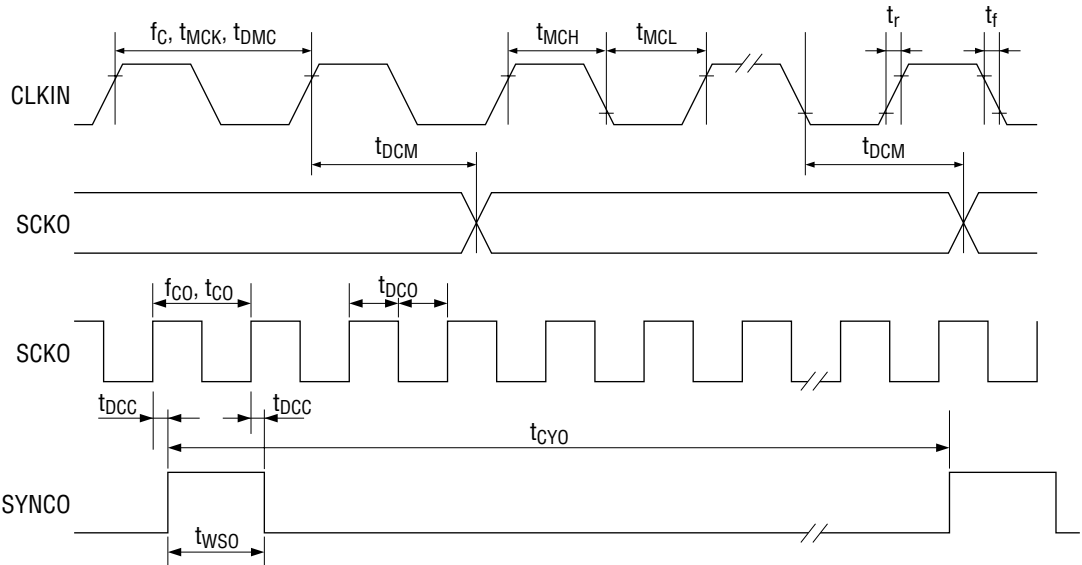 fC, tMCK, tDMC
tMCH
tMCL
tr
tf
CLKIN
tDCM
tDCM
SCKO
fCO, tCO
tDCO
SCKO
tDCC
tDCC
tCYO
SYNCO
tWSO